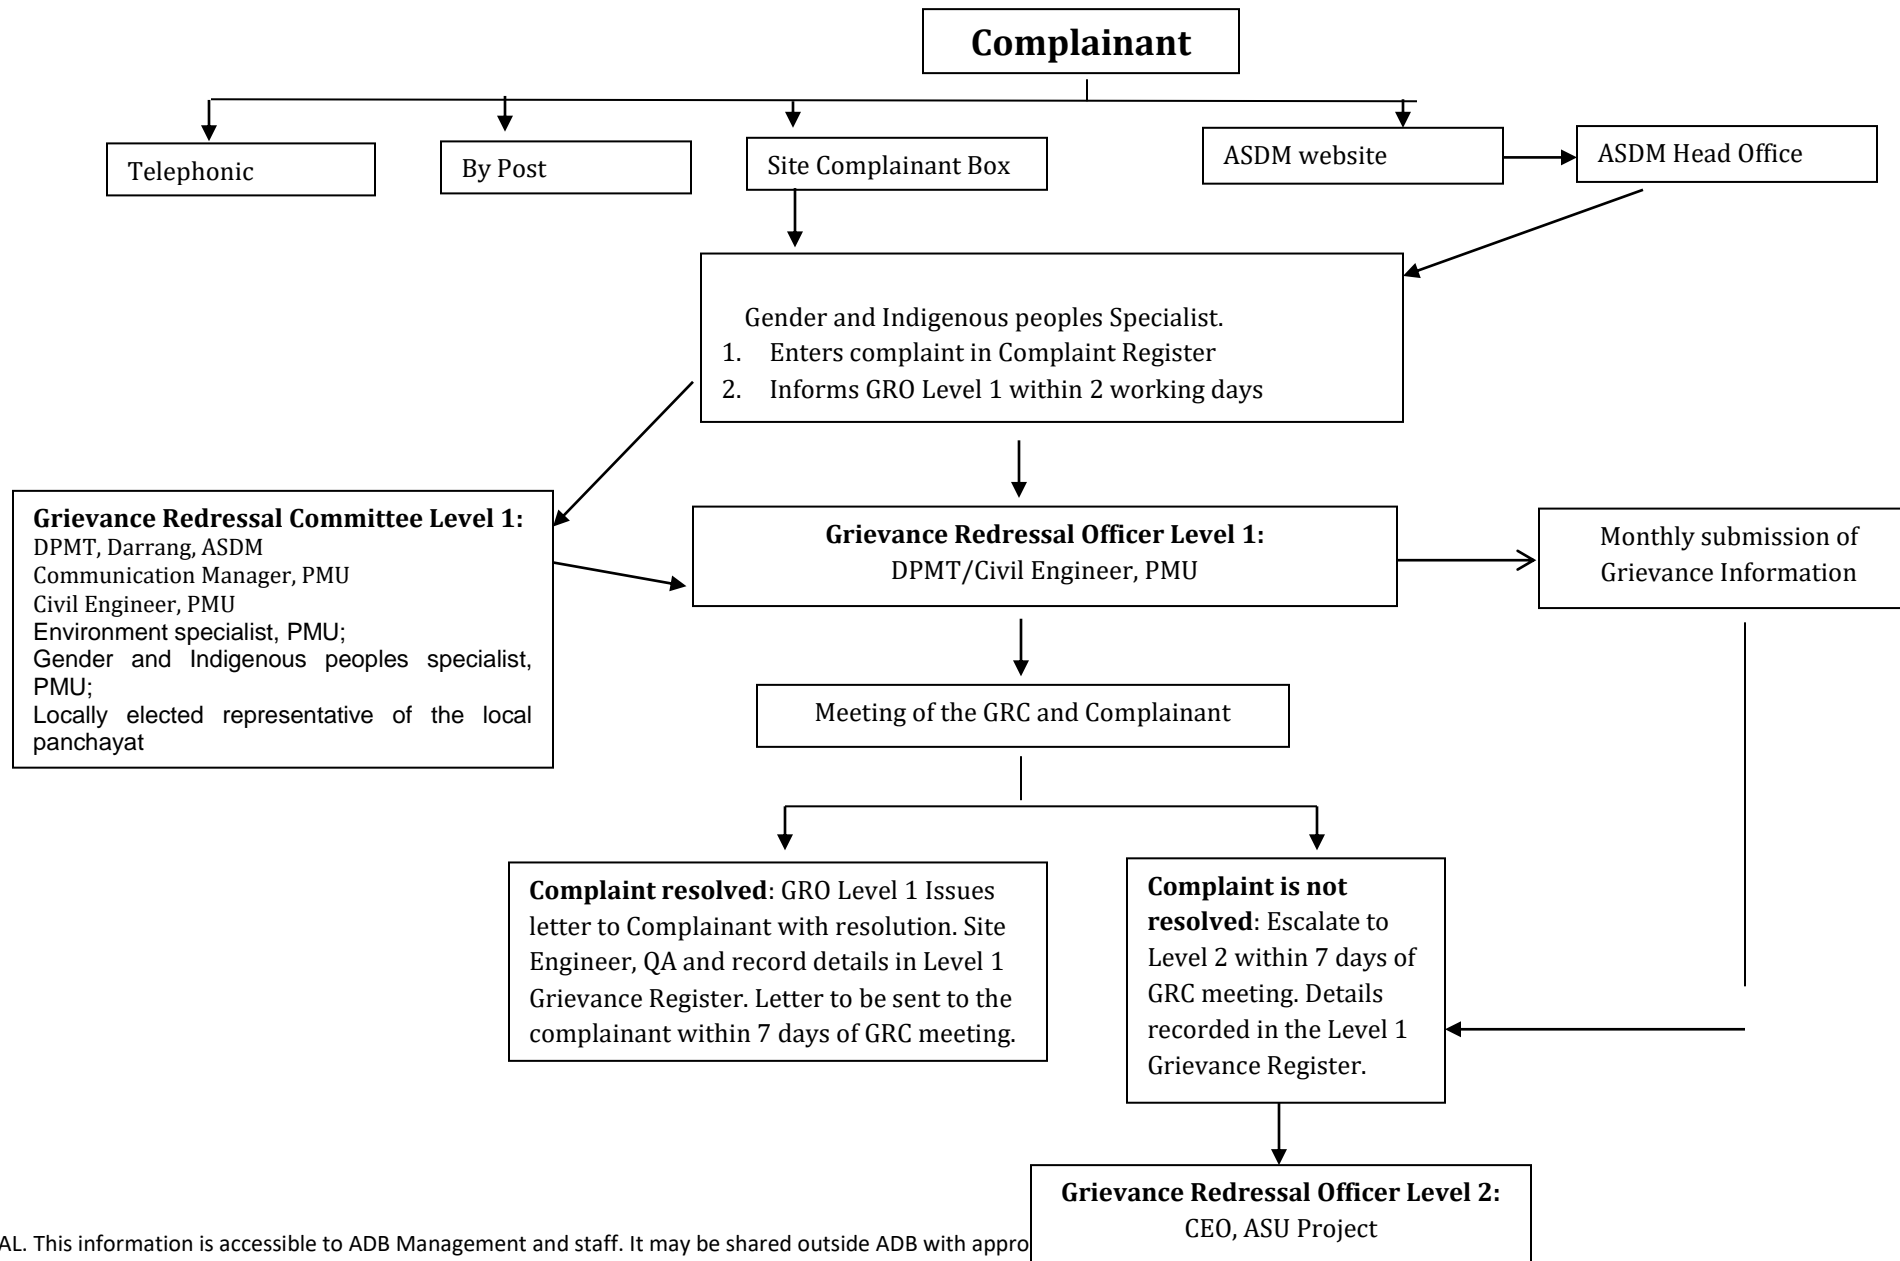 Complainant
Telephonic
By Post
Site Complainant Box
ASDM website
ASDM Head Office
Gender and Indigenous peoples Specialist.
1. Enters complaint in Complaint Register
2. Informs GRO Level 1 within 2 working days
Grievance Redressal Committee Level 1:
DPMT, Darrang, ASDM
Communication Manager, PMU
Civil Engineer, PMU
Environment specialist, PMU;
Gender and Indigenous peoples specialist,
PMU;
Locally elected representative of the local
panchayat
Grievance Redressal Officer Level 1:
DPMT/Civil Engineer, PMU
Monthly submission of
Grievance Information
Meeting of the GRC and Complainant
Complaint resolved: GRO Level 1 Issues
letter to Complainant with resolution. Site
Engineer, QA and record details in Level 1
Grievance Register. Letter to be sent to the
complainant within 7 days of GRC meeting.
Complaint is not
resolved: Escalate to
Level 2 within 7 days of
GRC meeting. Details
recorded in the Level 1
Grievance Register.
Grievance Redressal Officer Level 2:
CEO, ASU Project
AL. This information is accessible to ADB Management and staff. It may be shared outside ADB with appro